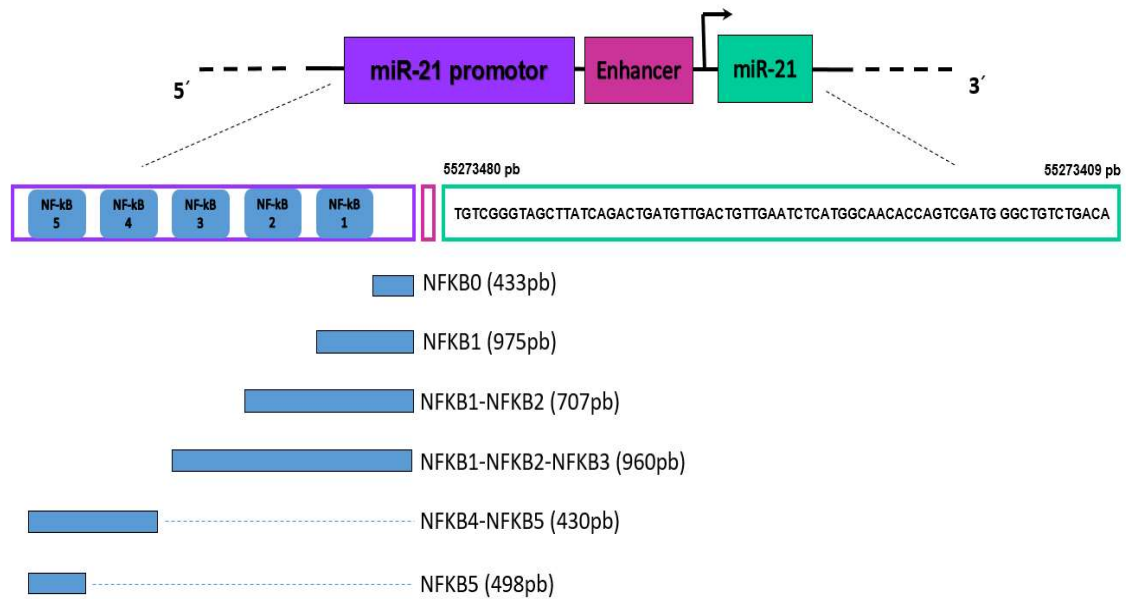 miR-21 promotor
Enhancer
miR-21
5´
3´
55273480 pb
55273409 pb
NF-kB
5
NF-kB
4
NF-kB
3
NF-kB
2
NF-kB
1
TGTCGGGTAGCTTATCAGACTGATGTTGACTGTTGAATCTCATGGCAACACCAGTCGATG GGCTGTCTGACA
NFKB0 (433pb)
NFKB1 (975pb)
NFKB1-NFKB2 (707pb)
NFKB1-NFKB2-NFKB3 (960pb)
NFKB4-NFKB5 (430pb)
NFKB5 (498pb)